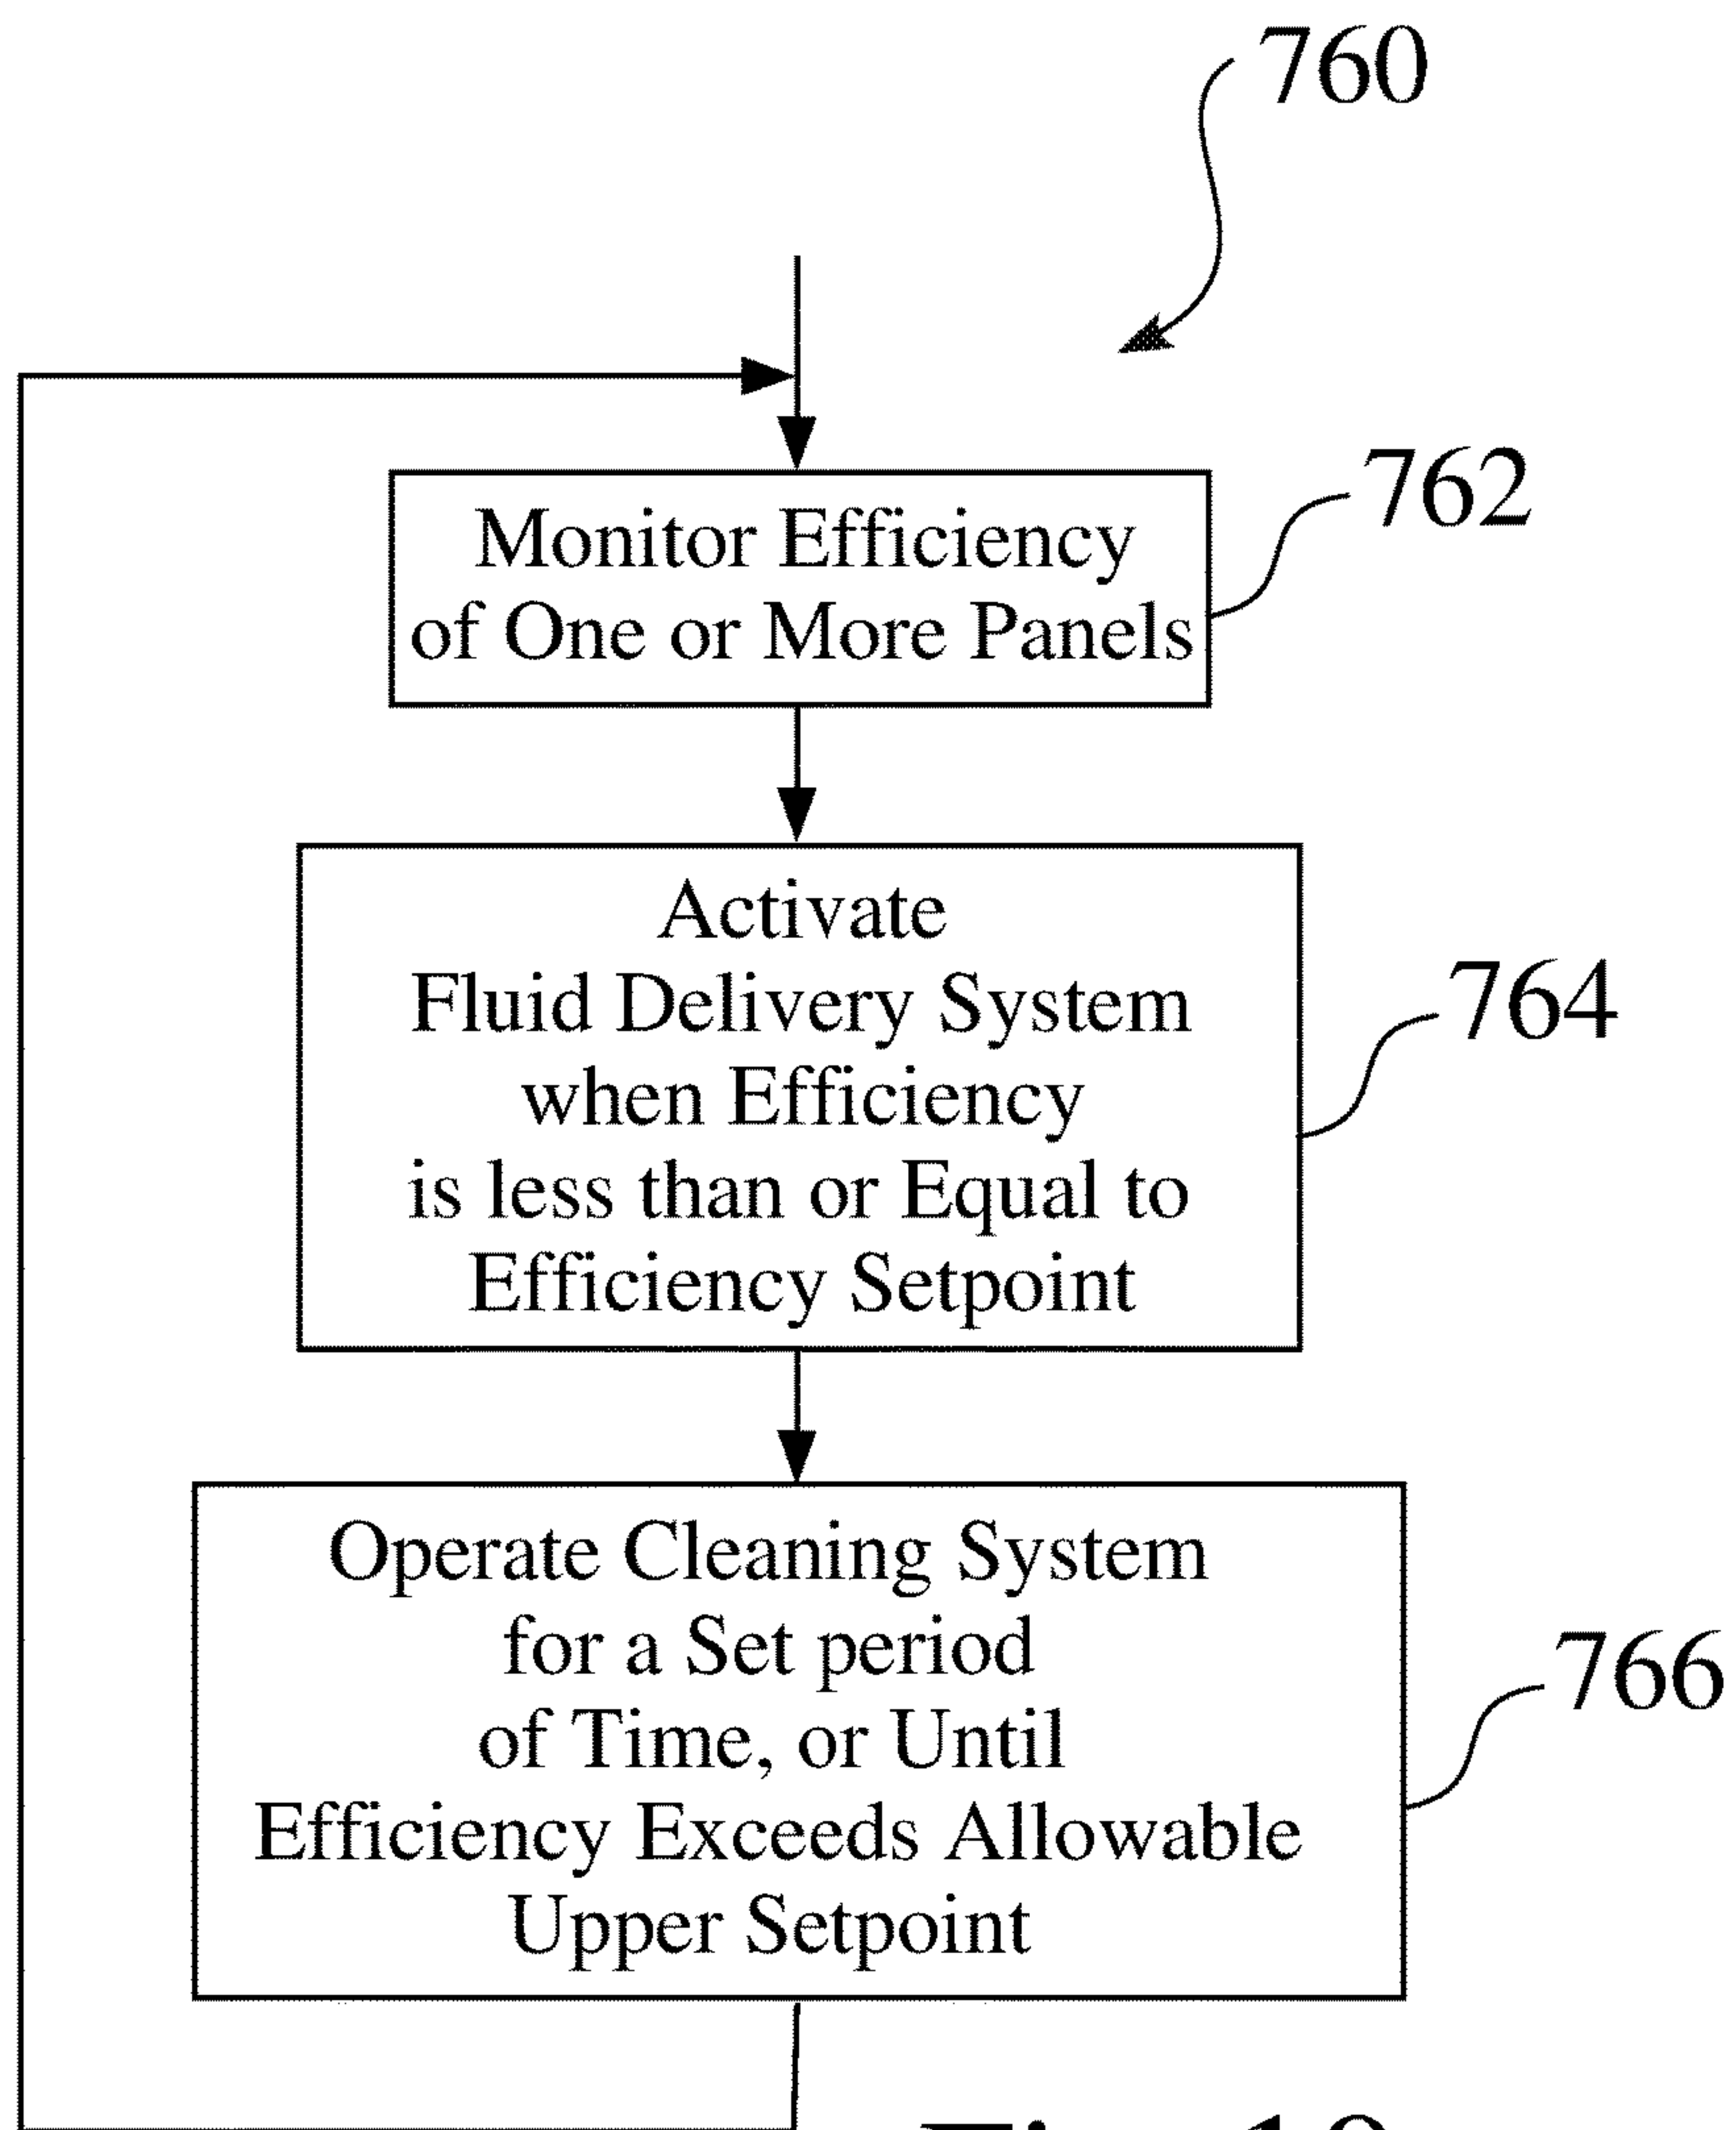 760
Monitor Efficiency
of One or More Panels
762
Activate
Fluid Delivery System
when Efficiency
is less than or Equal to
Efficiency Setpoint
764
Operate Cleaning System
for a Set period
of Time, or Until
Efficiency Exceeds Allowable
Upper Setpoint
766